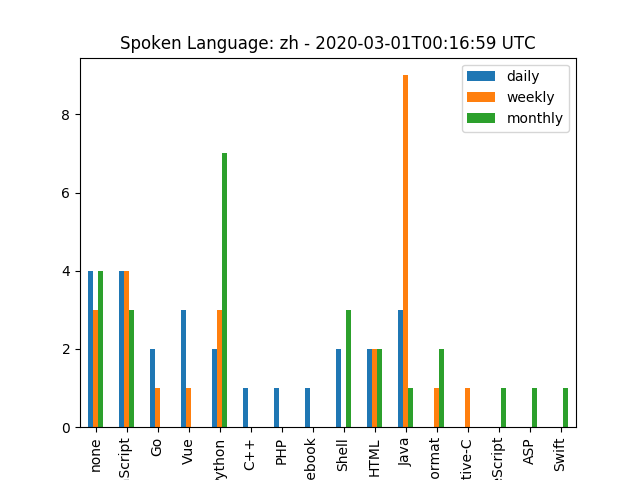 Spoken Language: zh - 2020-03-01T00:16:59 UTC
daily
weekly
monthly
8
6
4
2
0
none
Script
Go
Vue
ython
C++
PHP
ebook
Shell
HTML
Java
ormat
tive-C
eScript
ASP
Swift